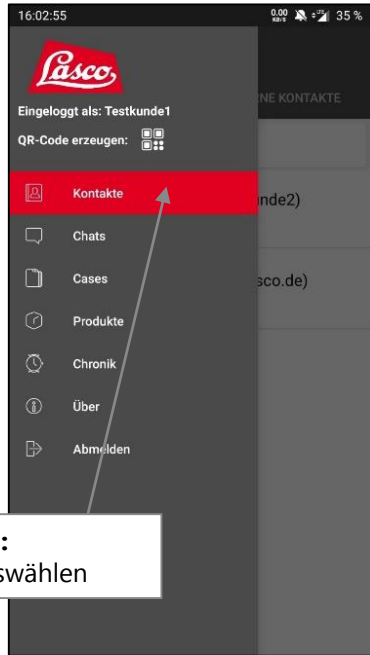 16:02:55 0.00 KB/S 35 %
Lasco
Eingeloggt als: Testkunde1
QR-Code erzeugen:
RNE KONTAKTE
Kontakte
nde2)
Chats
Cases
sco.de)
Produkte
Chronik
Über
Abmelden
:
swählen